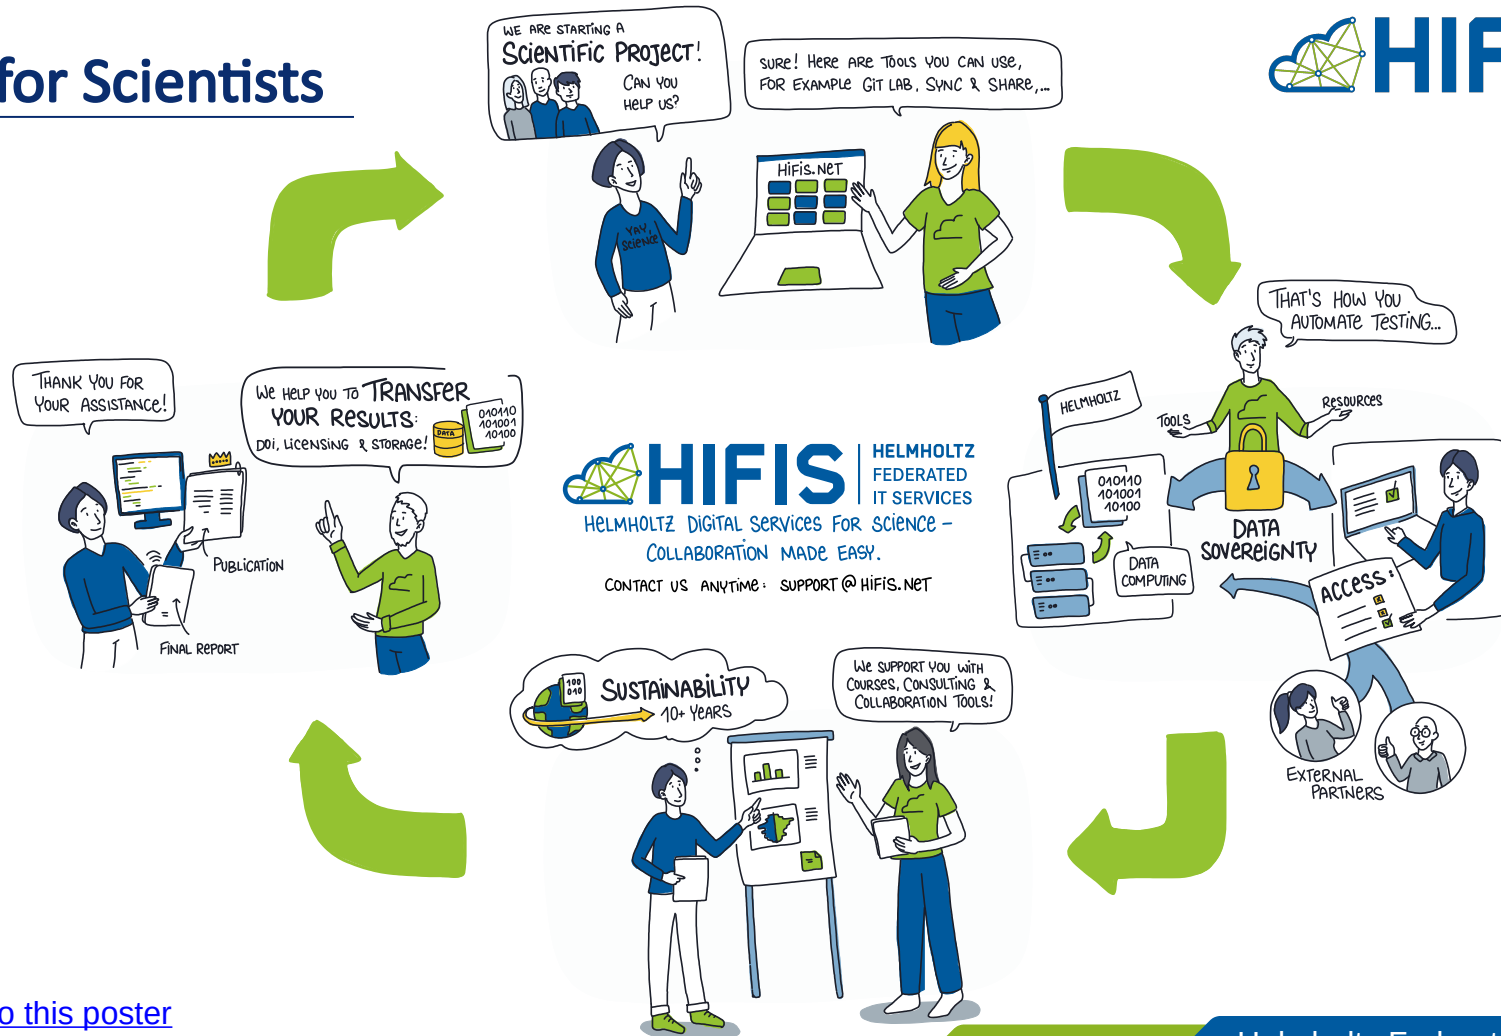 for Scientists
HIF
WE ARE STARTING A
SCIENTIFIC PROJECT!
CAN YOU
HELP US?
SURE! HERE ARE TOOLS YOU CAN USE,
FOR EXAMPLE GIT LAB, SYNC & SHARE,...
YAY,
SCIENCE
HIFIS.NET
THAT'S HOW YOU
AUTOMATE TESTING...
HELMHOLTZ
TOOLS
RESOURCES
010110
101001
10100
DATA
COMPUTING
DATA
SOVEREIGNTY
ACCESS:
EXTERNAL
PARTNERS
THANK YOU FOR
YOUR ASSISTANCE!
WE HELP YOU TO TRANSFER
YOUR RESULTS:
DOI, LICENSING & STORAGE!
DATA
010110
101001
10100
PUBLICATION
FINAL REPORT
HIFIS
HELMHOLTZ
FEDERATED
IT SERVICES
HELMHOLTZ DIGITAL SERVICES FOR SCIENCE –
COLLABORATION MADE EASY.
CONTACT US ANYTIME: SUPPORT@HIFIS.NET
100
010
SUSTAINABILITY
10+ YEARS
WE SUPPORT YOU WITH
COURSES, CONSULTING &
COLLABORATION TOOLS!
o this poster